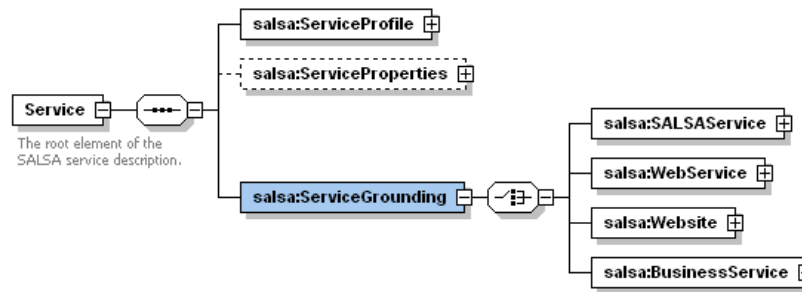 salsa:ServiceProfile
salsa:ServiceProperties
Service
The root element of the
SALSA service description.
salsa:ServiceGrounding
salsa:SALSAService
salsa:WebService
salsa:Website
salsa:BusinessService